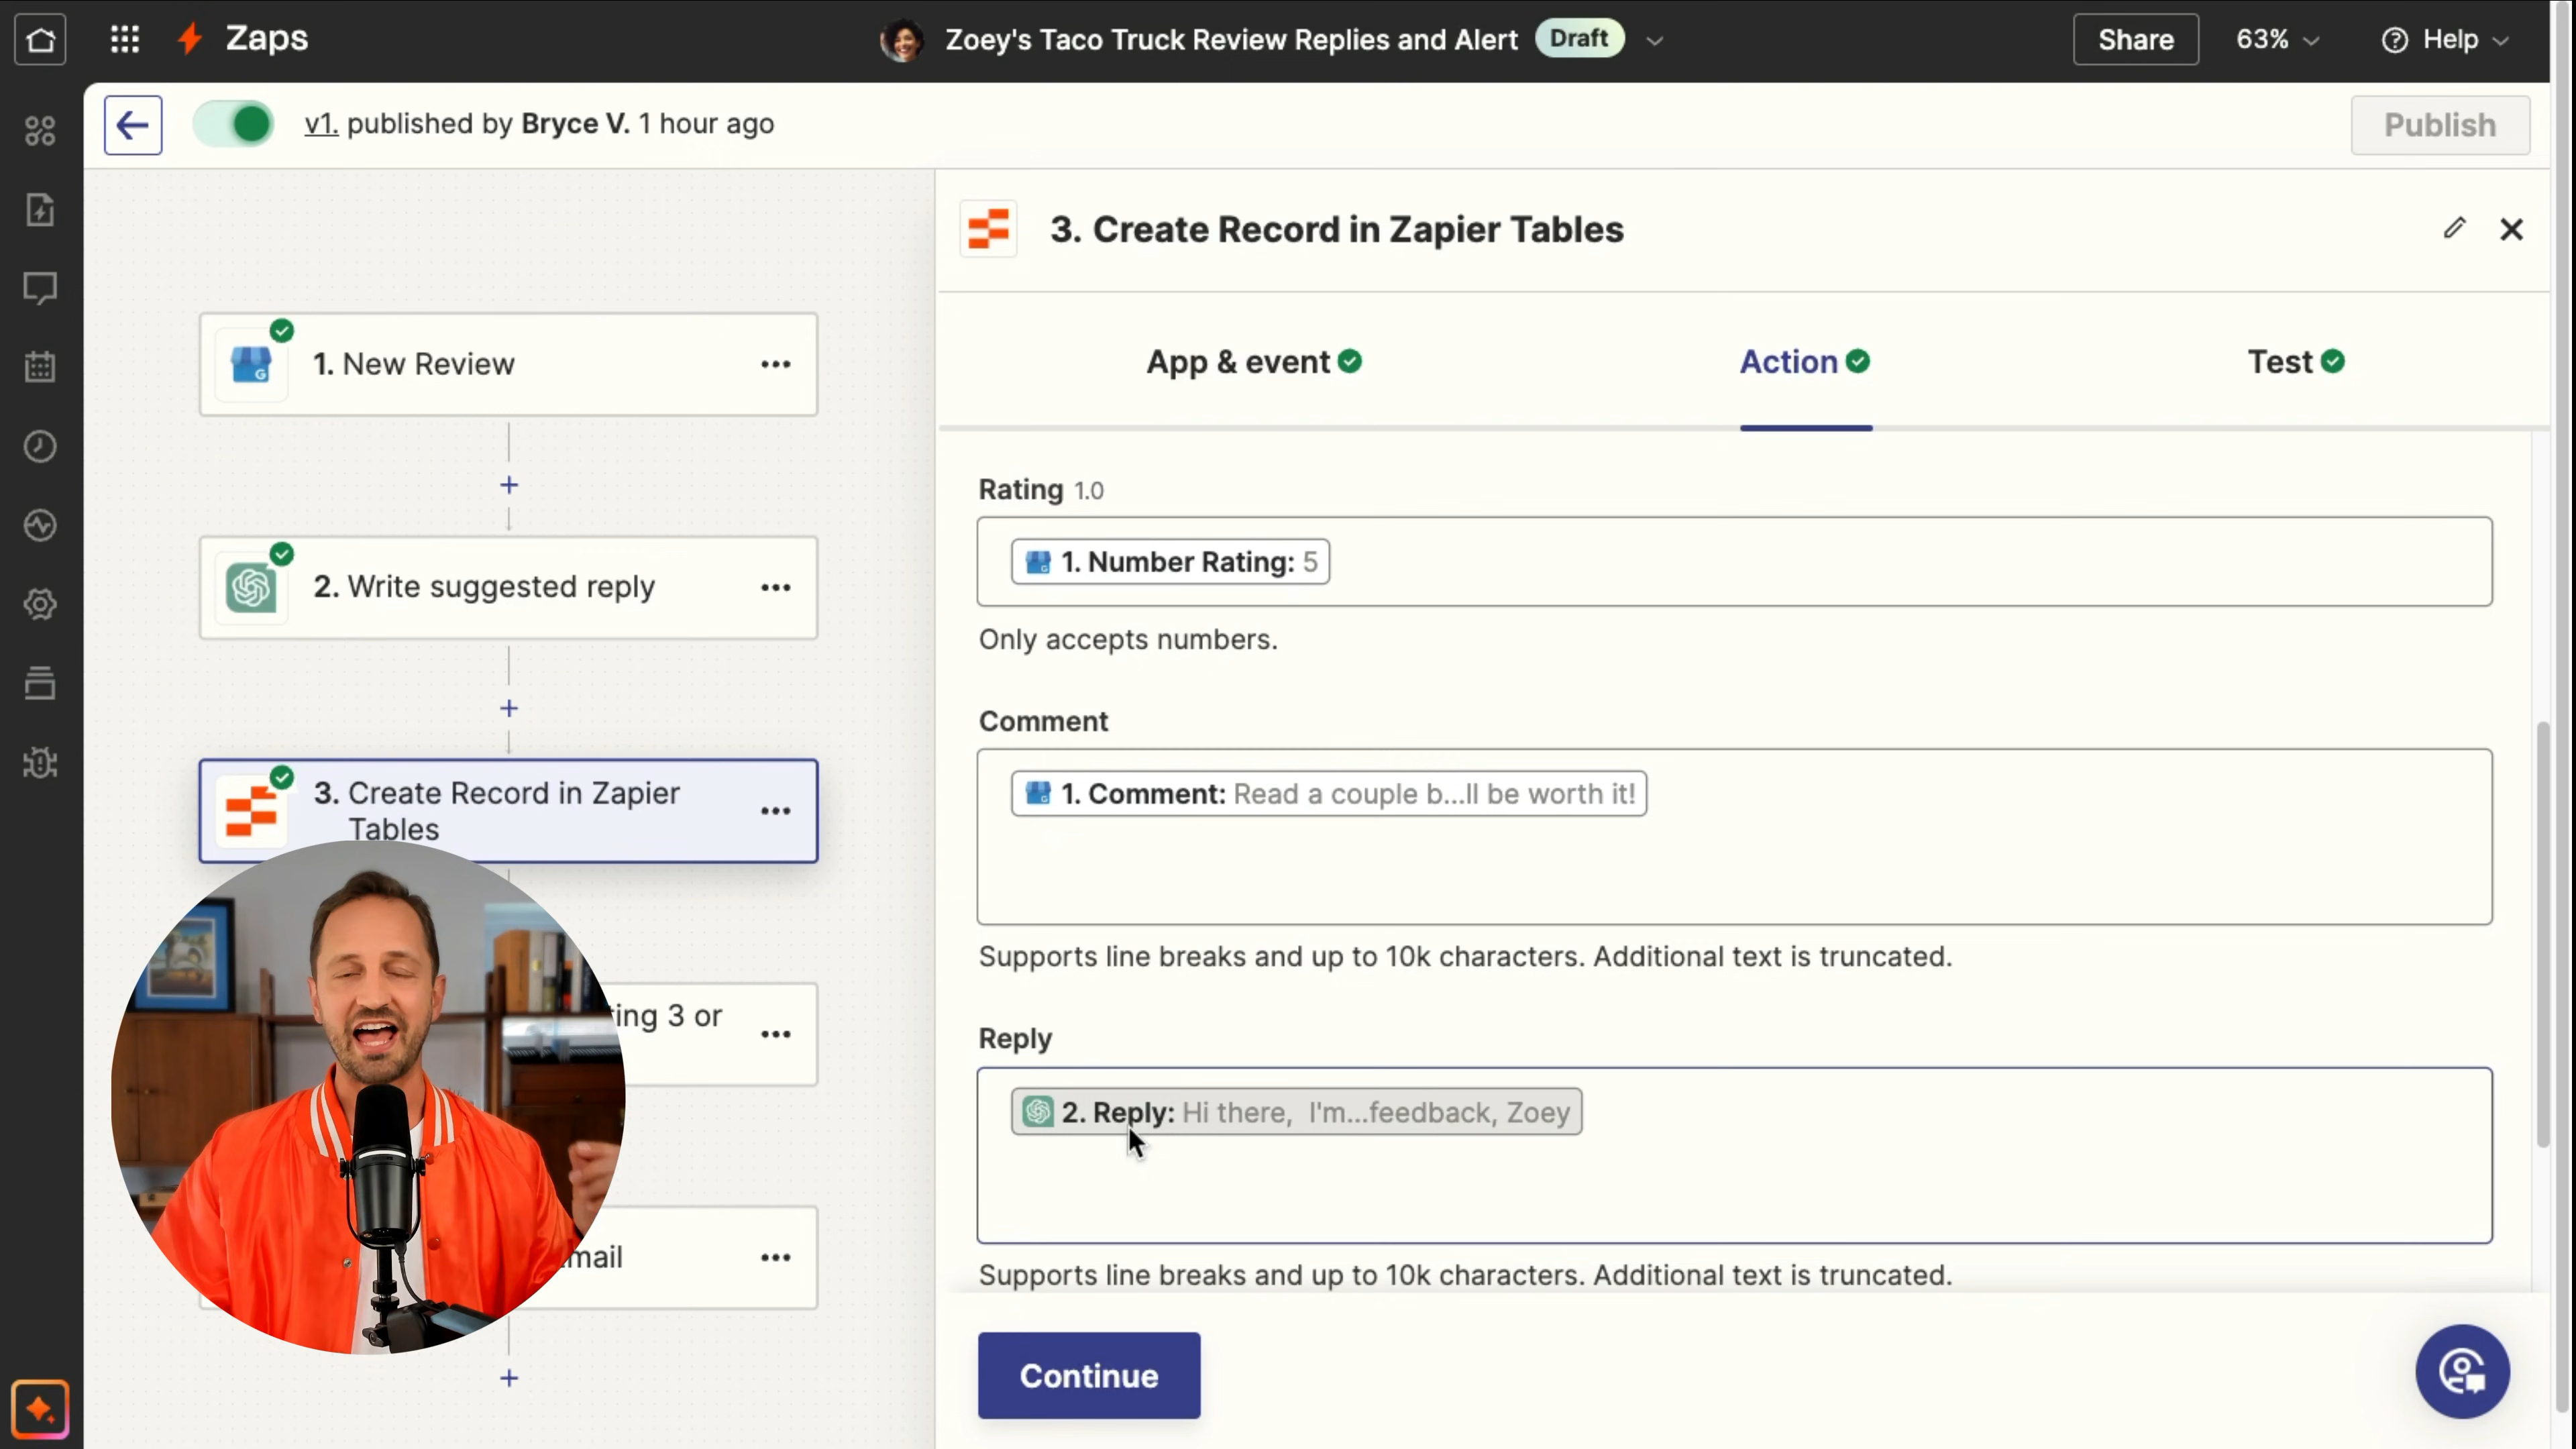 Zaps
Zoey's Taco Truck Review Replies and Alert
Draft
Share
63%
Help
v1. published by Bryce V. 1 hour ago
Publish
1. New Review
2. Write suggested reply
3. Create Record in Zapier
Tables
3 or
3. Create Record in Zapier Tables
App & event
Action
Test
Rating 1.0
1. Number Rating: 5
Only accepts numbers.
Comment
1. Comment: Read a couple b...ll be worth it!
Supports line breaks and up to 10k characters. Additional text is truncated.
Reply
2. Reply: Hi there, I'm...feedback, Zoey
Supports line breaks and up to 10k characters. Additional text is truncated.
Continue